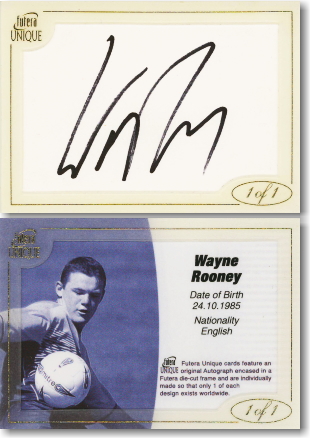 futera
UNIQUE
1 of 1
futera
UNIQUE
Wayne
Rooney
Date of Birth
24.10.1985
Nationality
English
futera
UNIQUE
Futera Unique cards feature an
original Autograph encased in a
Futera die-cut frame and are individually
made so that only 1 of each
design exists worldwide.
1 of 1